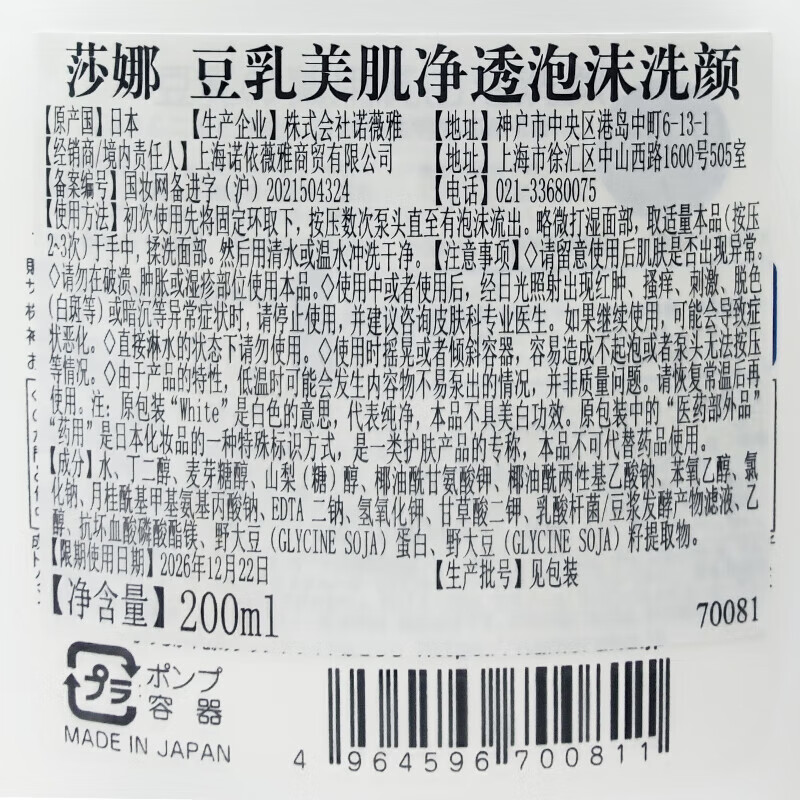 莎娜 豆乳美肌净透泡沫洗颜
【原产国】日本 【生产企业】株式会社诺薇雅 【地址】神户市中央区港岛中町6-13-1
【经销商/境内责任人】上海诺依薇雅商贸有限公司 【地址】上海市徐汇区中山西路1600号505室
【备案编号】国妆网备进字（沪）2021504324 【电话】021-33680075
【使用方法】初次使用先将固定环取下，按压数次泵头直至有泡沫流出。略微打湿面部，取适量本品(按压
2~3次)于手中，揉洗面部。然后用清水或温水冲洗干净。【注意事项】◇请留意使用后肌肤是否出现异常。
◇请勿在破溃、肿胀或湿疹部位使用本品。◇使用中或者使用后，经日光照射出现红肿、搔痒、刺激、脱色
(白斑等)或暗沉等异常症状时，请停止使用，并建议咨询皮肤科专业医生。如果继续使用，可能会导致症
状恶化。◇直接淋水的状态下请勿使用。◇使用时摇晃或者倾斜容器，容易造成不起泡或者泵头无法按压
等情况。◇由于产品的特性，低温时可能会发生内容物不易泵出的情况，并非质量问题。请恢复常温后再
使用。注：原包装“White”是白色的意思，代表纯净，本品不具美白功效。原包装中的“医药部外品”
“药用”是日本化妆品的一种特殊标识方式，是一类护肤产品的专称，本品不可代替药品使用。
【成分】水、丁二醇、麦芽糖醇、山梨（糖）醇、椰油酰甘氨酸钾、椰油酰两性基乙酸钠、苯氧乙醇、氯
化钠、月桂酰基甲基氨基丙酸钠、EDTA 二钠、氢氧化钾、甘草酸二钾、乳酸杆菌/豆浆发酵产物滤液、乙
醇、抗坏血酸磷酸酯镁、野大豆（GLYCINE SOJA）蛋白、野大豆（GLYCINE SOJA）籽提取物。
【限期使用日期】2026年12月22日 【生产批号】见包装
【净含量】200ml 70081
プラ ポンプ
容器
MADE IN JAPAN
4 964596 700811